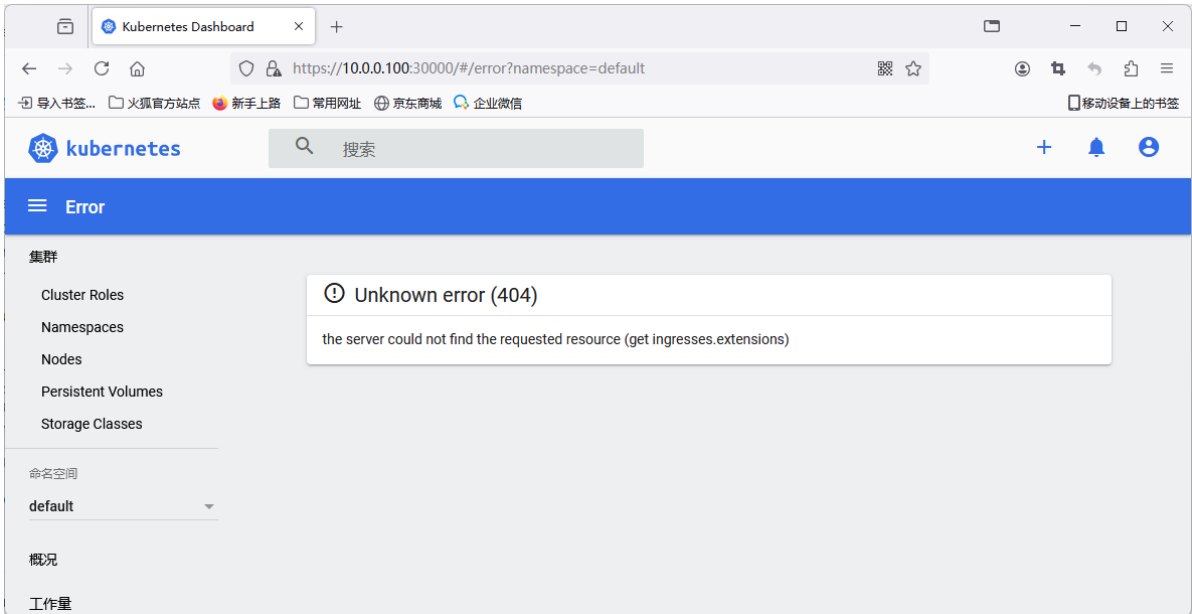 Kubernetes Dashboard
https://10.0.0.100:30000/#/error?namespace=default
导入书签... 火狐官方站点 新手上路 常用网址 京东商城 企业微信 移动设备上的书签
kubernetes 搜索
Error
集群
Cluster Roles
Namespaces
Nodes
Persistent Volumes
Storage Classes
命名空间
default
概况
工作量
Unknown error (404)
the server could not find the requested resource (get ingresses.extensions)